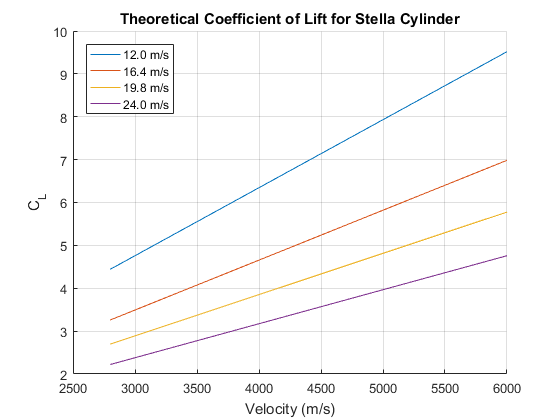 Theoretical Coefficient of Lift for Stella Cylinder
10
9
8
7
6
5
4
3
2
C_L
12.0 m/s
16.4 m/s
19.8 m/s
24.0 m/s
2500 3000 3500 4000 4500 5000 5500 6000
Velocity (m/s)